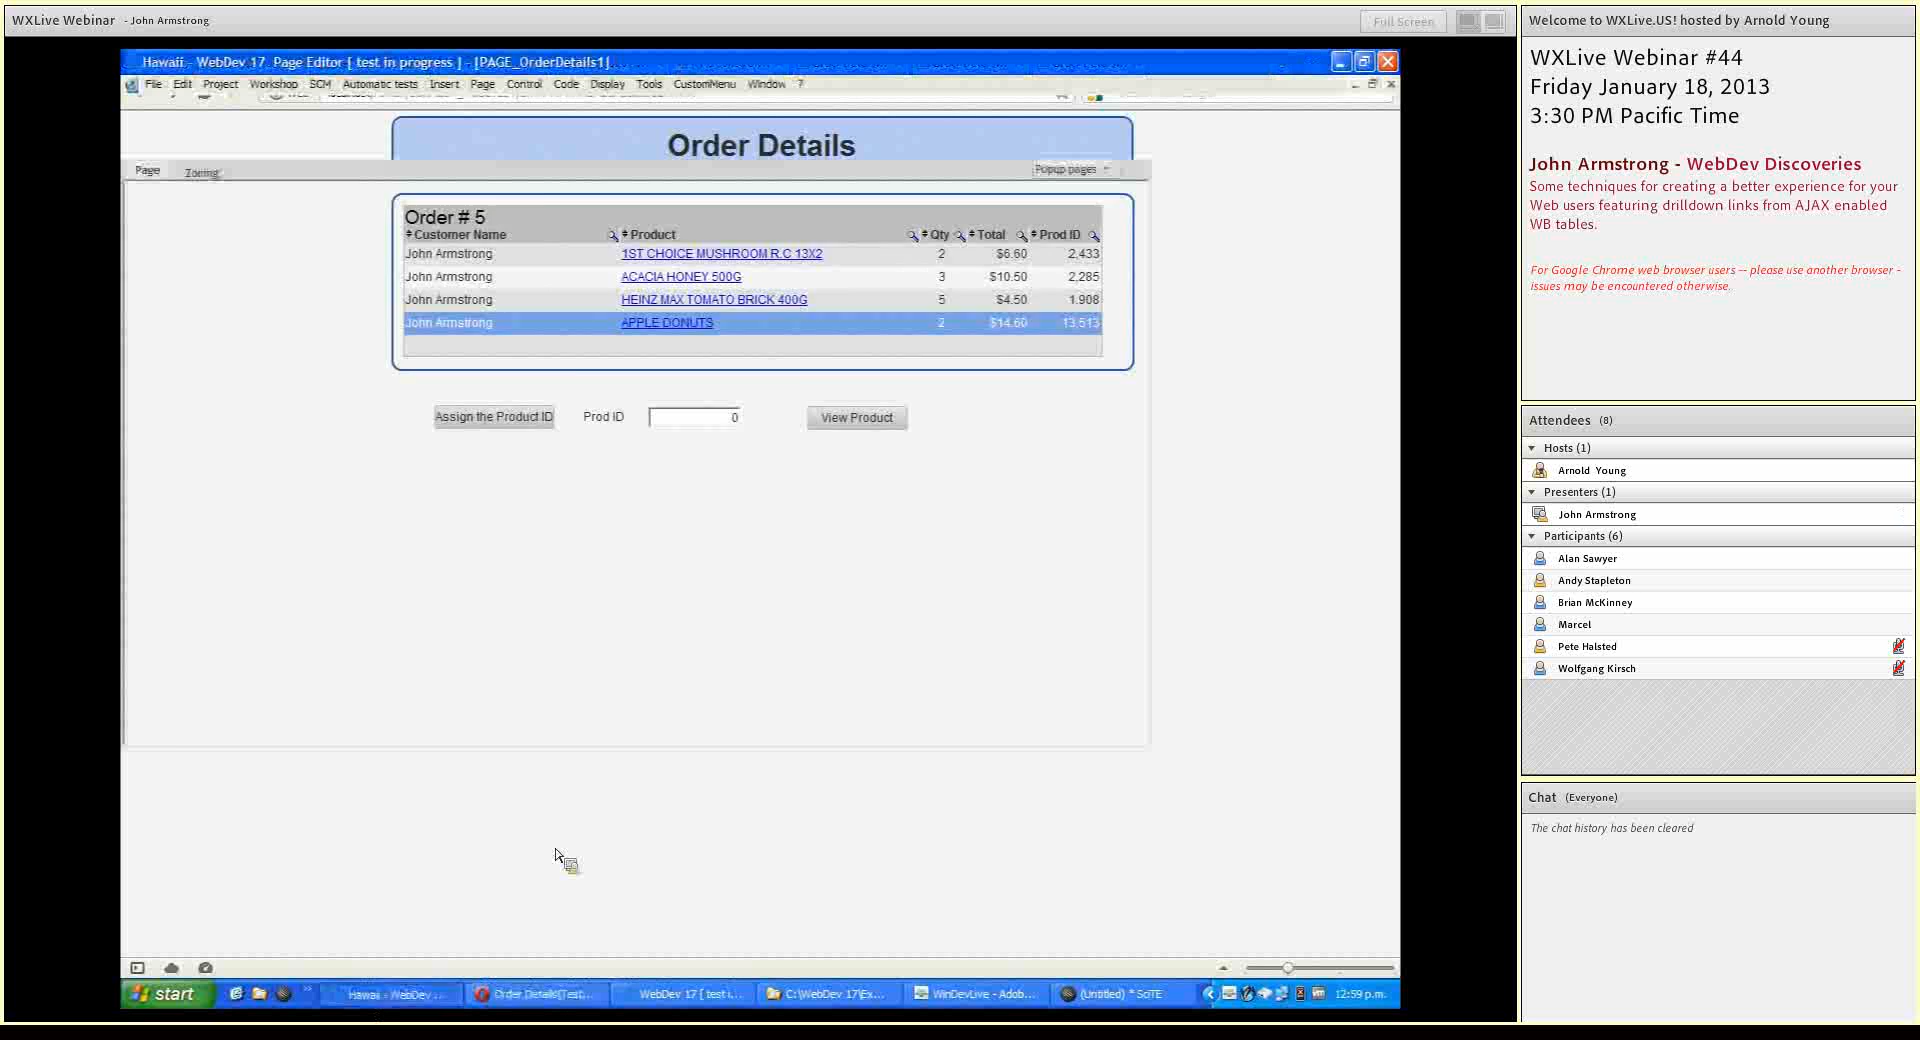 WXLive Webinar - John Armstrong
Full Screen
Hawaii - WebDev 17 Page Editor [ test in progress ] - [PAGE_OrderDetails1]
File Edit Project Workshop SCM Automatic tests Insert Page Control Code Display Tools CustomMenu Window ?
Order Details
Page Zoning Popup pages
Order # 5
Customer Name Product Qty Total Prod ID
John Armstrong 1ST CHOICE MUSHROOM R.C 13X2 2 $6.60 2,433
John Armstrong ACACIA HONEY 500G 3 $10.50 2,285
John Armstrong HEINZ MAX TOMATO BRICK 400G 5 $4.50 1,908
John Armstrong APPLE DONUTS 2 $14.60 13,513
Assign the Product ID Prod ID 0 View Product
start Hawaii - WebDev ... Order Details[Test... WebDev 17 [ test i... C:\WebDev 17\Ex... WinDevLive - Adob... (Untitled) * SciTE 12:59 p.m.
Welcome to WXLive.US! hosted by Arnold Young
WXLive Webinar #44
Friday January 18, 2013
3:30 PM Pacific Time
John Armstrong - WebDev Discoveries
Some techniques for creating a better experience for your
Web users featuring drilldown links from AJAX enabled
WB tables.
For Google Chrome web browser users -- please use another browser -
issues may be encountered otherwise.
Attendees (8)
Hosts (1)
Arnold Young
Presenters (1)
John Armstrong
Participants (6)
Alan Sawyer
Andy Stapleton
Brian McKinney
Marcel
Pete Halsted
Wolfgang Kirsch
Chat (Everyone)
The chat history has been cleared